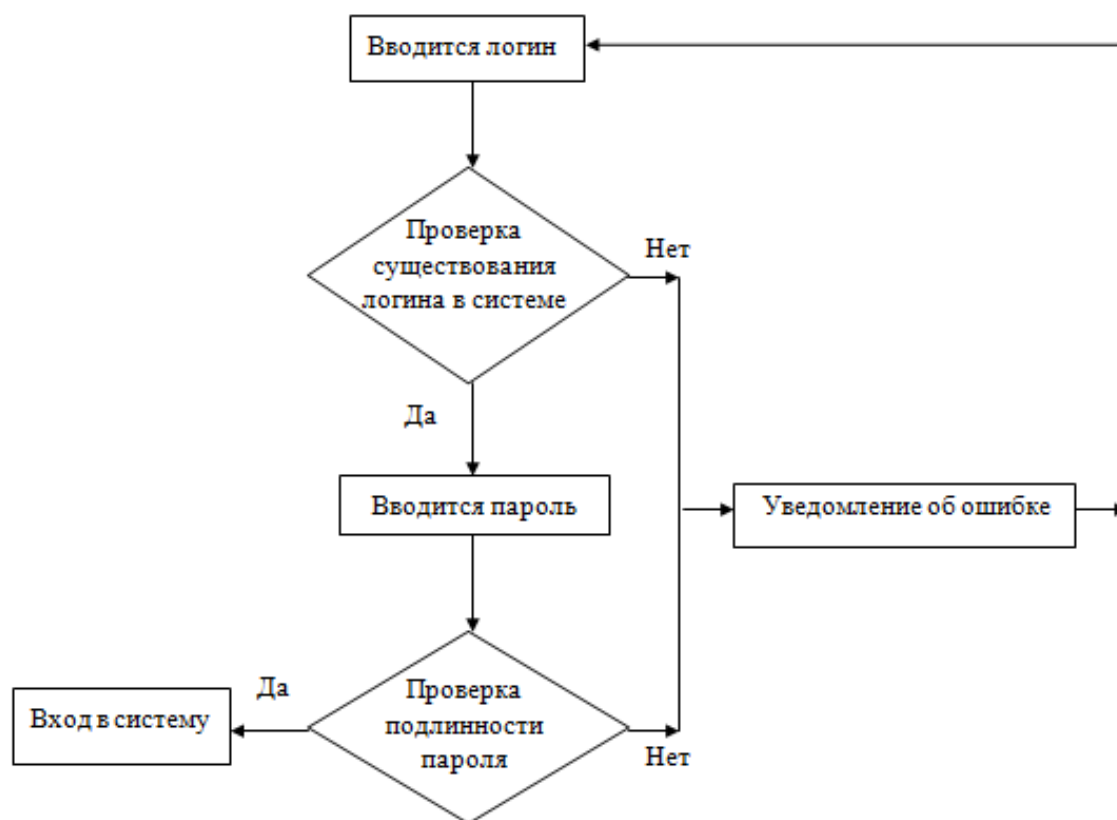 Вводится логин
Проверка
существования
логина в системе
Нет
Да
Вводится пароль
Уведомление об ошибке
Проверка
подлинности
пароля
Да
Вход в систему
Нет